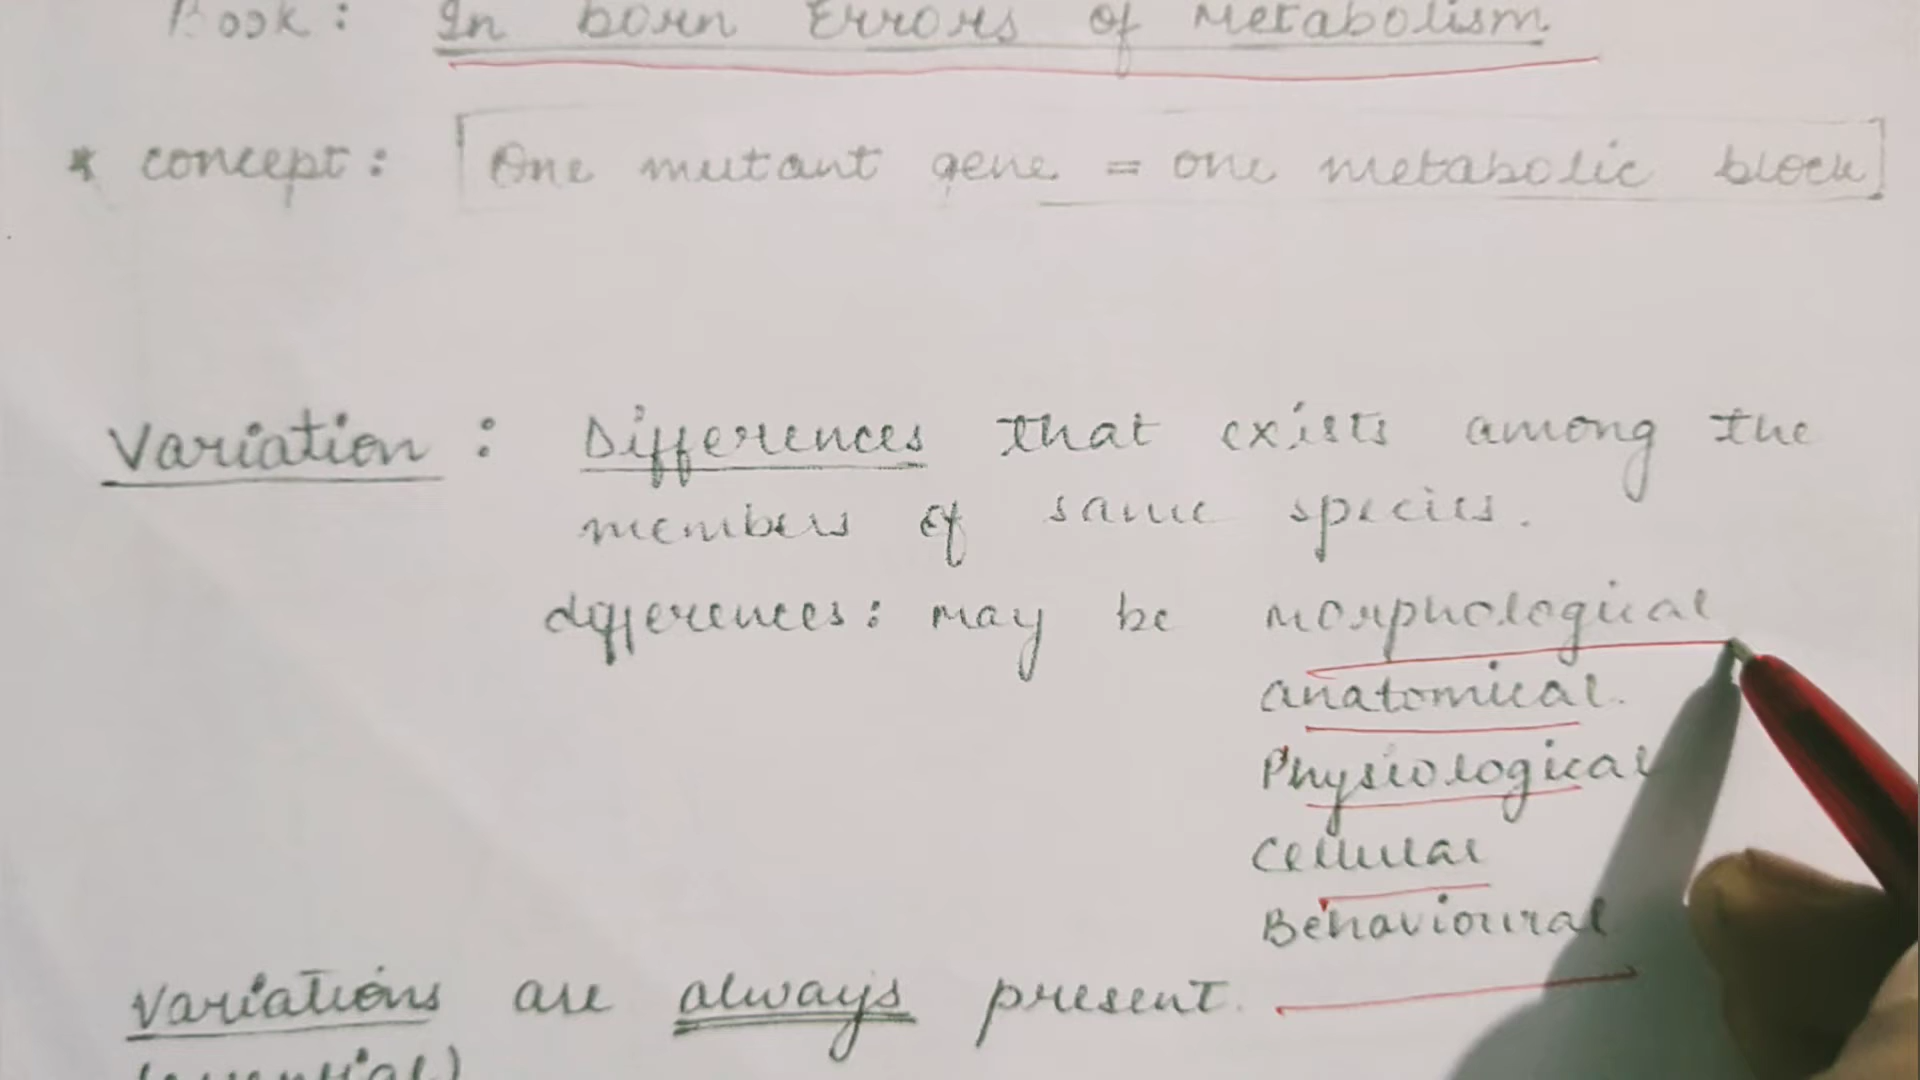 Book : In born Errors of Metabolism
* concept : [One mutant gene = one metabolic block]
Variation : Differences that exists among the
members of same species.
differences : may be morphological
anatomical.
Physiological
Cellular
Behavioural
Variations are always present.